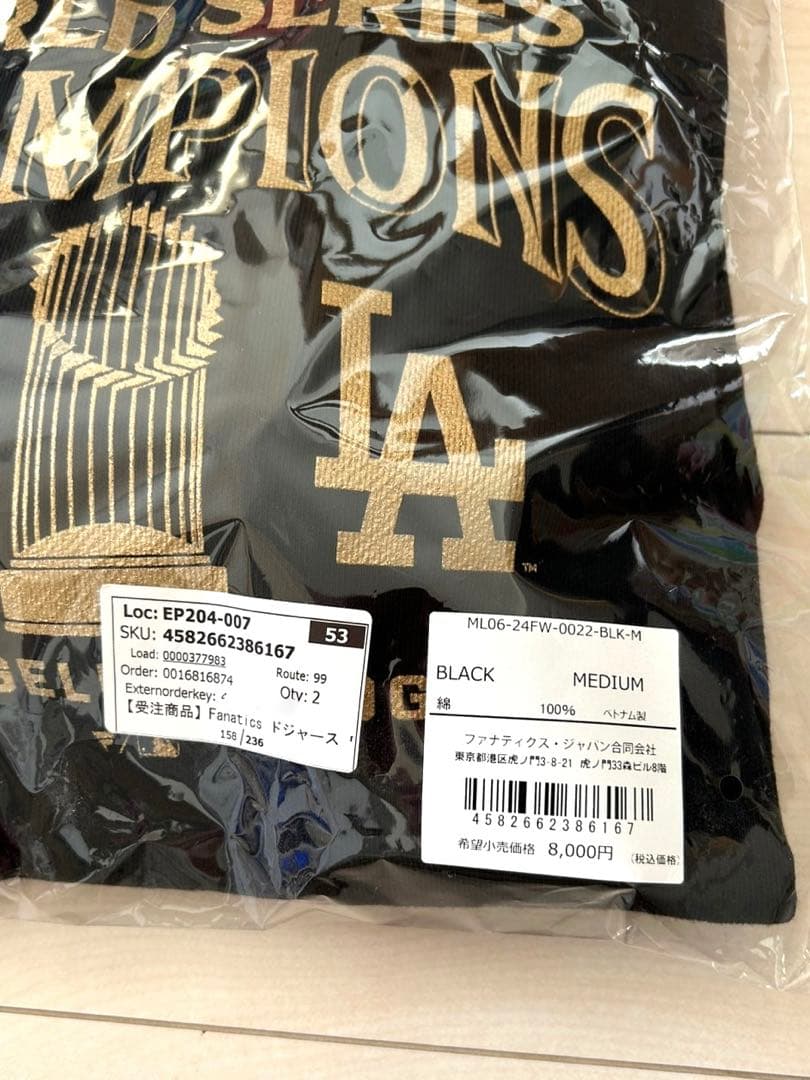 SERIES
MPIONS
LA
TM
Loc: EP204-007
53
SKU: 4582662386167
Load: 0000377983
Route: 99
Order: 0016816874
Qty: 2
Externorderkey:
【受注商品】Fanatics ドジャース
158/236
ML06-24FW-0022-BLK-M
BLACK MEDIUM
綿 100% ベトナム製
ファナティクス・ジャパン合同会社
東京都港区虎ノ門3-8-21 虎ノ門33森ビル8階
4582662386167
希望小売価格 8,000円 (税込価格)